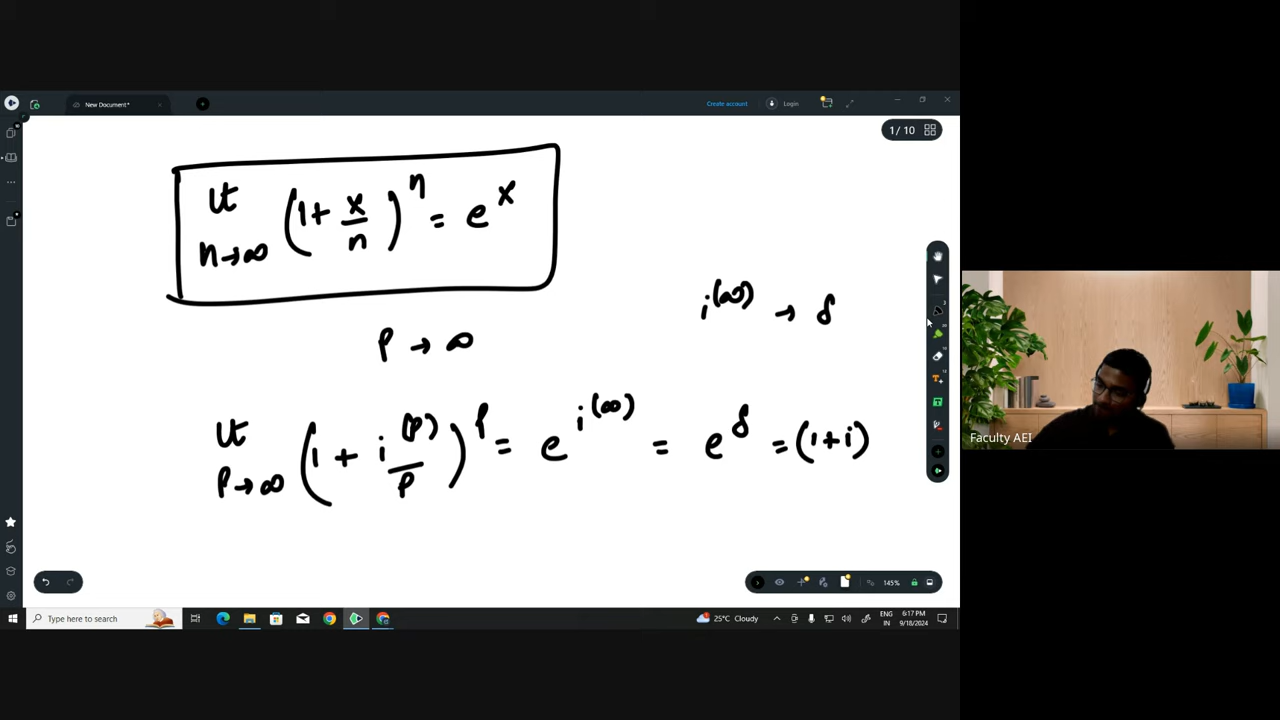 New Document*
Create account
Login
1 / 10
lt n→∞ (1 + x/n)^n = e^x
i^(∞) → δ
p → ∞
lt p→∞ (1 + i^(p)/p)^p = e^i^(∞) = e^δ = (1+i)
Faculty AEI
145%
Type here to search
25°C Cloudy
ENG
IN
6:17 PM
9/18/2024